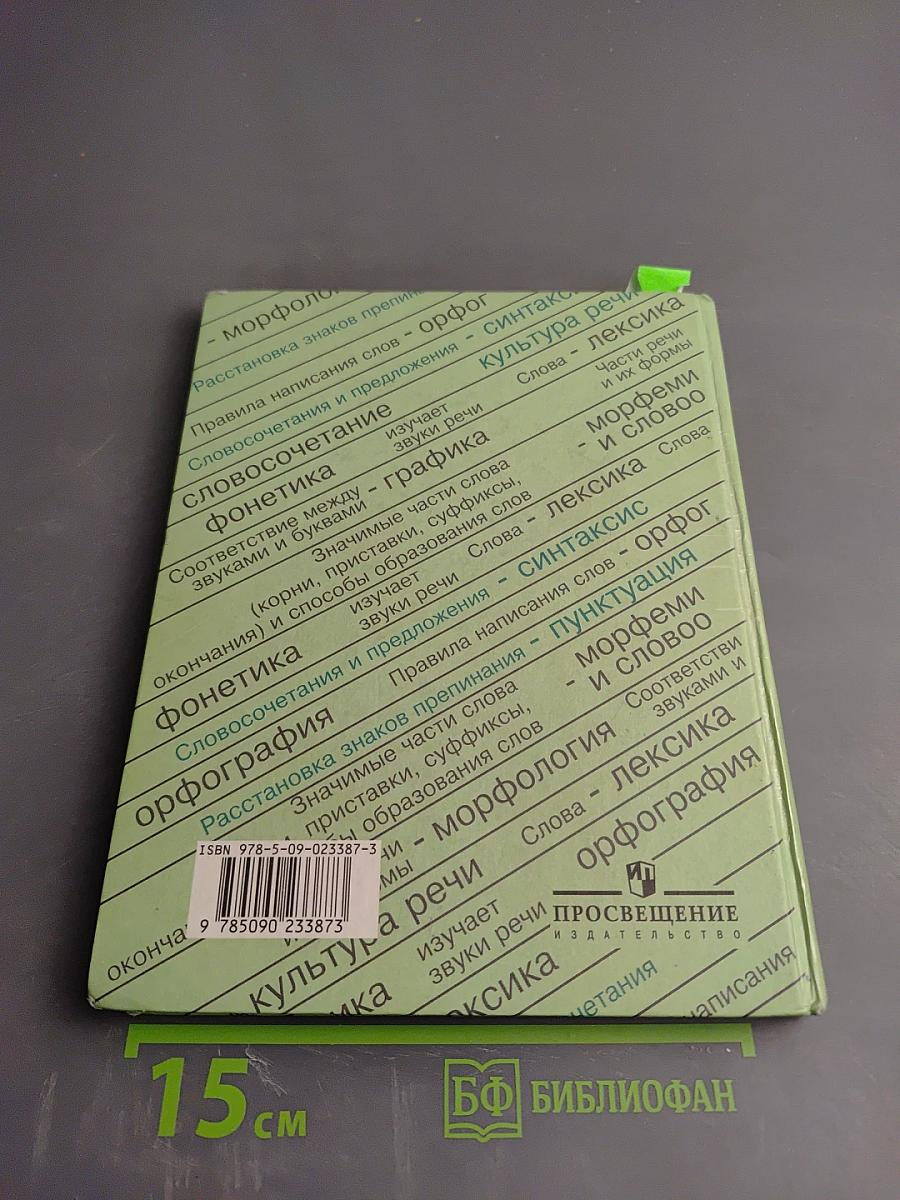 - морфоло
Расстановка знаков препин
Правила написания слов - орфог
Словосочетания и предложения - синтакс
культура речи
словосочетание
изучает
звуки речи
Слова - лексика
Части речи
и их формы
фонетика
Соответствие между
звуками и буквами - графика
- морфеми
и словоо
Значимые части слова
(корни, приставки, суффиксы,
окончания) и способы образования слов
Слова - лексика
Слова
фонетика
изучает
звуки речи
Словосочетания и предложения - синтаксис
Правила написания слов - орфог
орфография
Расстановка знаков препинания - пунктуация
Значимые части слова
приставки, суффиксы,
бы образования слов
- морфеми
и словоо
Соответстви
звуками и
чи
мы - морфология
Слова - лексика
оконча
культура речи
изучает
звуки речи
орфография
ика
ксика
четания
написания
ISBN 978-5-09-023387-3
9 785090 233873
ПРОСВЕЩЕНИЕ
ИЗДАТЕЛЬСТВО
15 см
БФ БИБЛИОФАН